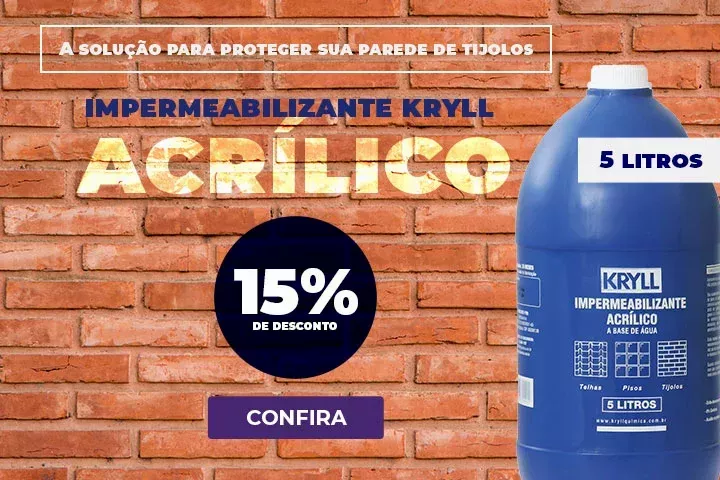 A SOLUÇÃO PARA PROTEGER SUA PAREDE DE TIJOLOS
IMPERMEABILIZANTE KRYLL
ACRÍLICO
5 LITROS
15%
DE DESCONTO
CONFIRA
KRYLL
IMPERMEABILIZANTE
ACRÍLICO
A BASE DE ÁGUA
Telhas Pisos Tijolos
5 LITROS
www.kryllquimica.com.br